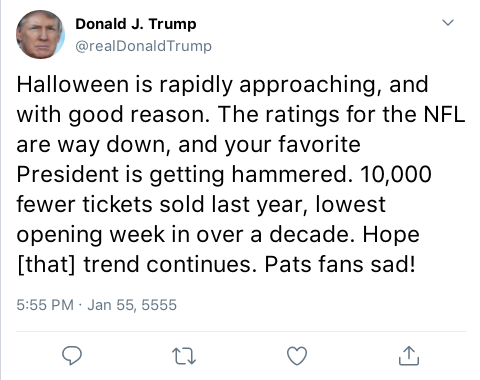 Donald J. Trump
@realDonaldTrump
Halloween is rapidly approaching, and
with good reason. The ratings for the NFL
are way down, and your favorite
President is getting hammered. 10,000
fewer tickets sold last year, lowest
opening week in over a decade. Hope
[that] trend continues. Pats fans sad!
5:55 PM · Jan 55, 5555